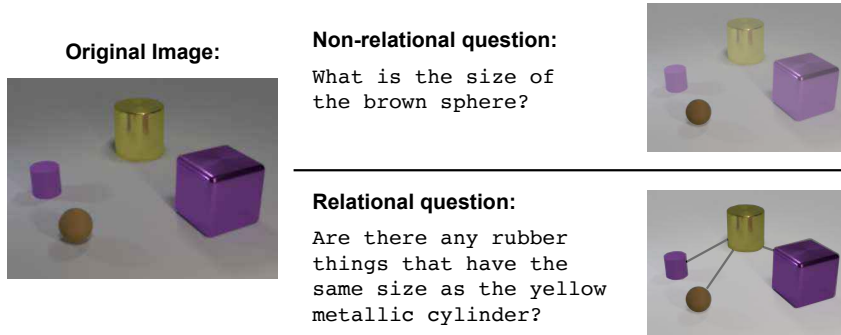 Original Image:
Non-relational question:
What is the size of
the brown sphere?
Relational question:
Are there any rubber
things that have the
same size as the yellow
metallic cylinder?